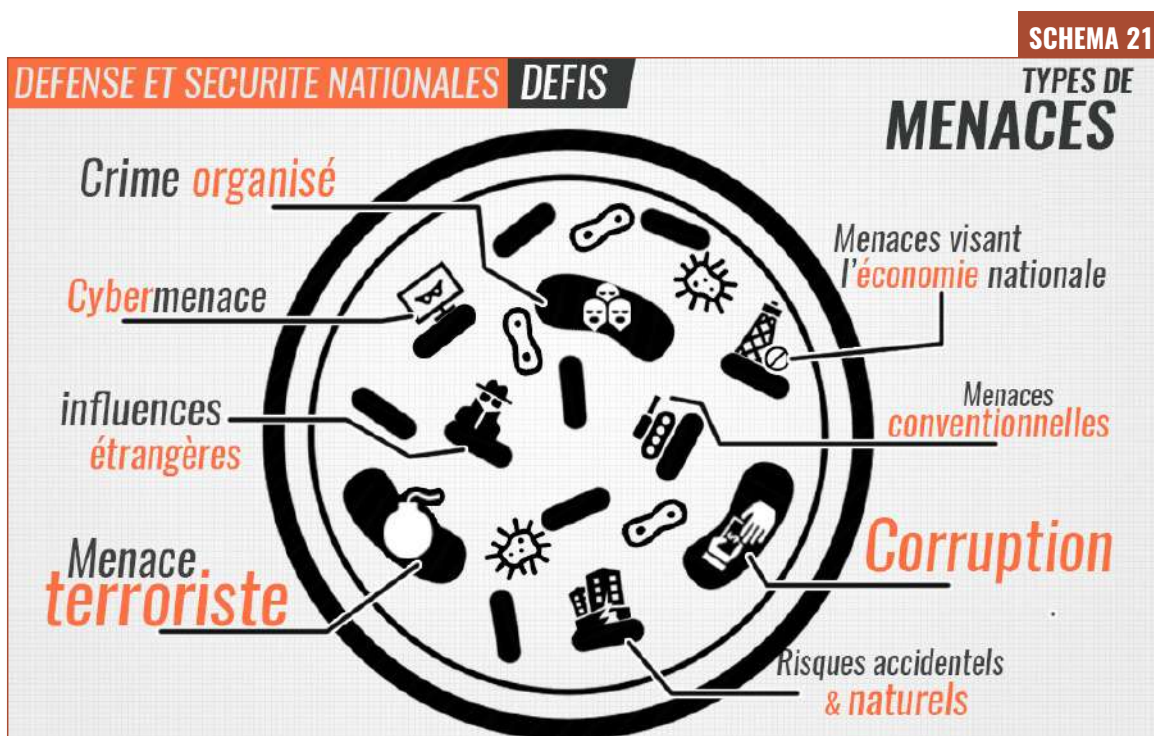 SCHEMA 21
DEFENSE ET SECURITE NATIONALES DEFIS
TYPES DE
MENACES
Crime organisé
Cybermenace
influences
étrangères
Menace
terroriste
Menaces visant
l'économie nationale
Menaces
conventionnelles
Corruption
Risques accidentels
& naturels